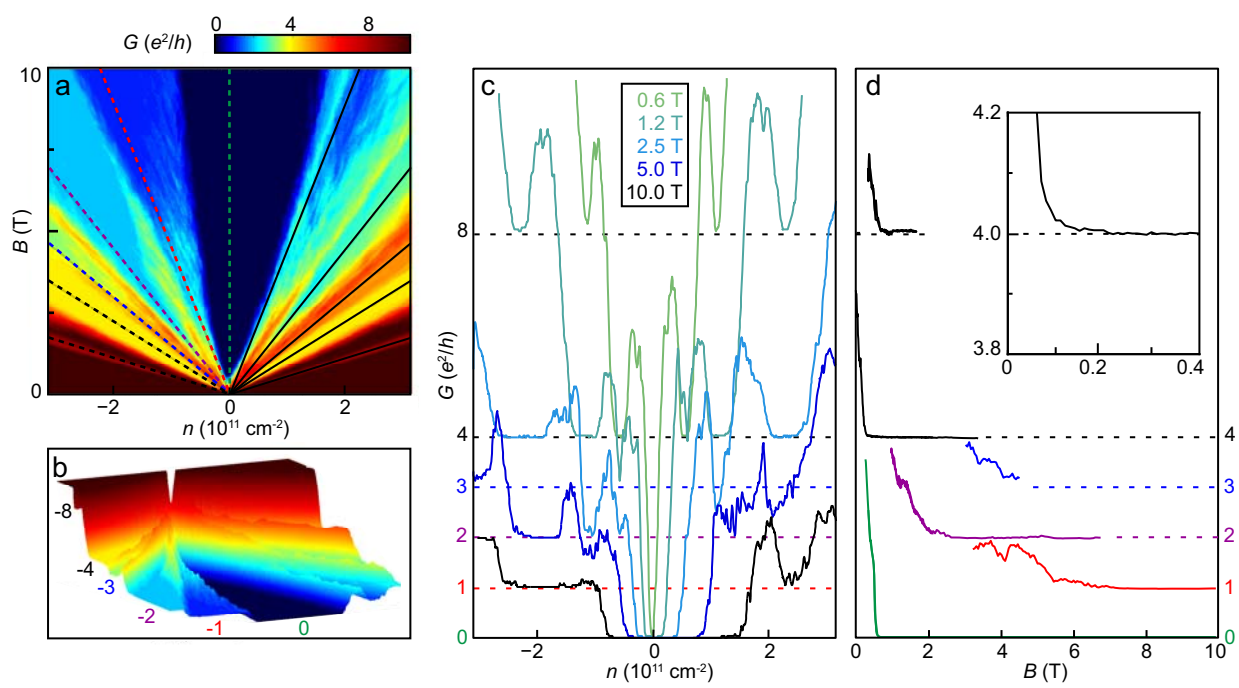 G (e²/h)
0 4 8
a
10
0
B (T)
−2 0 2
n (10¹¹ cm⁻²)
b
-8
-4
-3
-2
-1
0
c
0.6 T
1.2 T
2.5 T
5.0 T
10.0 T
8
4
3
2
1
0
G (e²/h)
−2 0 2
n (10¹¹ cm⁻²)
d
4.2
4.0
3.8
0 0.2 0.4
4
3
2
1
0
0 2 4 6 8 10
B (T)